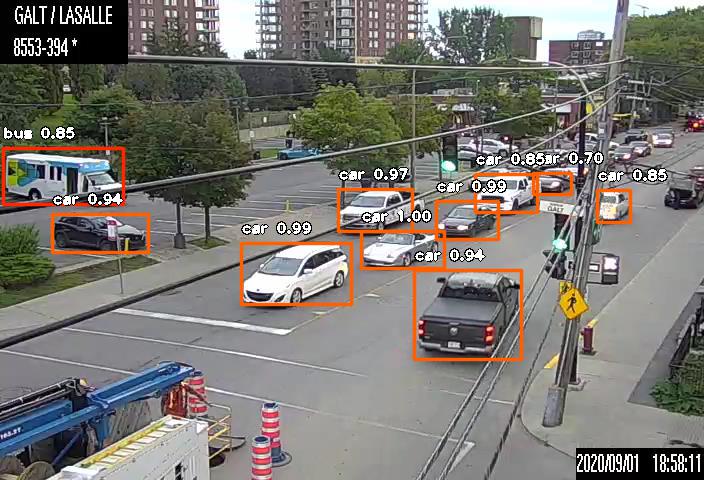 GALT / LASALLE
8553-394 *
bus 0.85
car 0.94
car 0.97
car 0.99
car 1.00
car 0.99
car 0.85
ar 0.70
car 0.85
car 0.94
GALT
2020/09/01 18:58:11